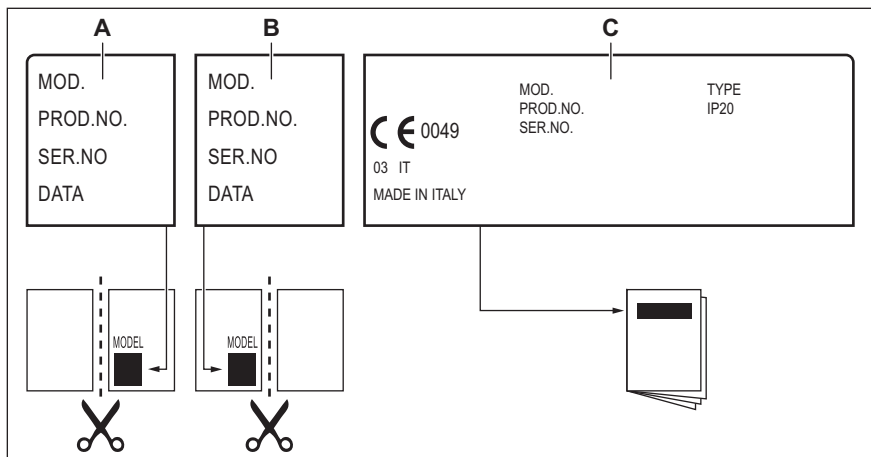 A
B
C
MOD.
PROD.NO.
SER.NO
DATA
MOD.
PROD.NO.
SER.NO
DATA
MOD.
PROD.NO.
SER.NO.
TYPE
IP20
CE 0049
03 IT
MADE IN ITALY
MODEL
MODEL